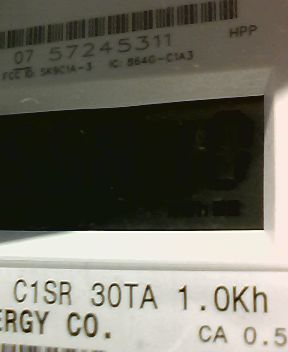 07 57245311 HPP
FCC ID: SK9C1A-3 IC: 864G-C1A3
C1SR 30TA 1.0Kh
ERGY CO. CA 0.5